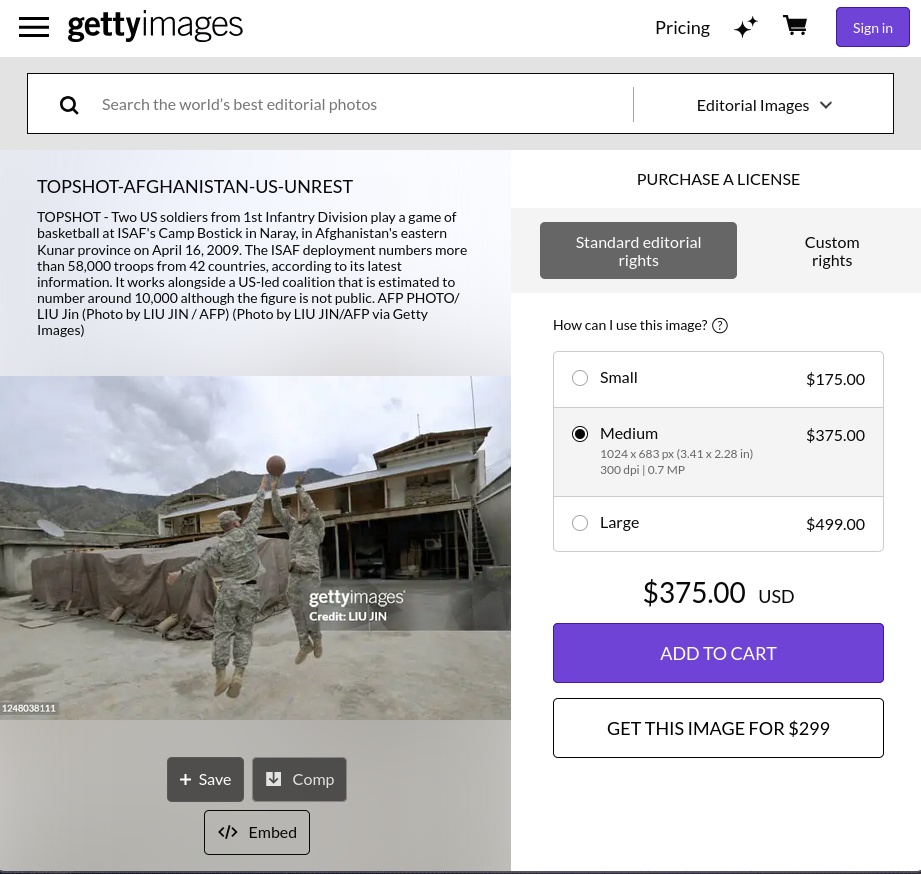 gettyimages
Pricing
Sign in
Search the world's best editorial photos
Editorial Images
TOPSHOT-AFGHANISTAN-US-UNREST
TOPSHOT - Two US soldiers from 1st Infantry Division play a game of
basketball at ISAF's Camp Bostick in Naray, in Afghanistan's eastern
Kunar province on April 16, 2009. The ISAF deployment numbers more
than 58,000 troops from 42 countries, according to its latest
information. It works alongside a US-led coalition that is estimated to
number around 10,000 although the figure is not public. AFP PHOTO/
LIU Jin (Photo by LIU JIN / AFP) (Photo by LIU JIN/AFP via Getty
Images)
gettyimages®
Credit: LIU JIN
1248038111
+ Save
Comp
</> Embed
PURCHASE A LICENSE
Standard editorial
rights
Custom
rights
How can I use this image? ?
Small $175.00
Medium $375.00
1024 x 683 px (3.41 x 2.28 in)
300 dpi | 0.7 MP
Large $499.00
$375.00 USD
ADD TO CART
GET THIS IMAGE FOR $299